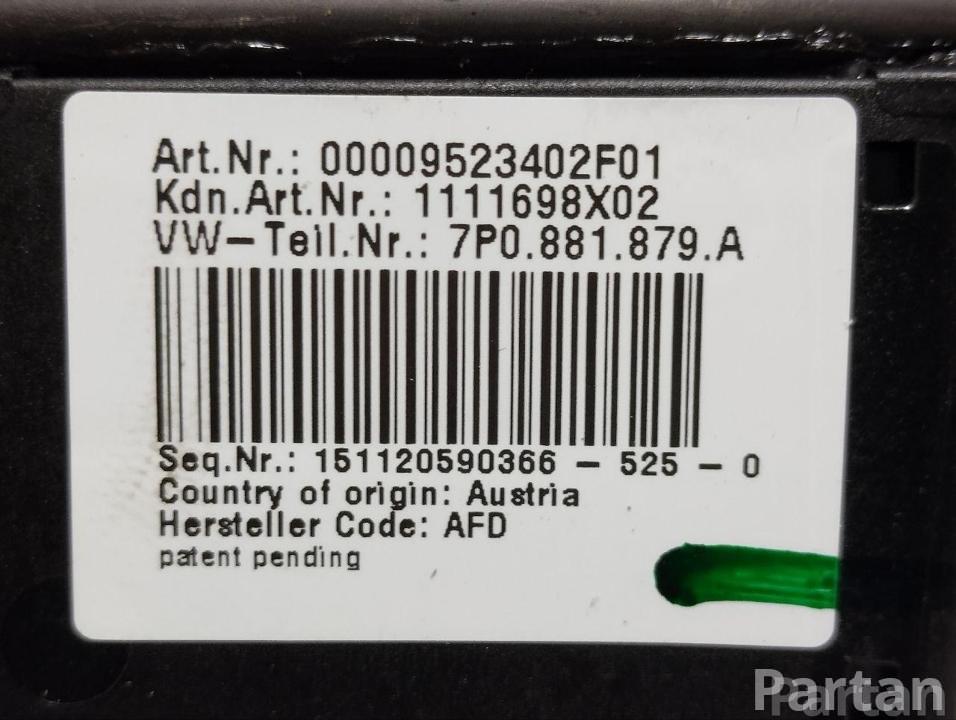 Art.Nr.: 00009523402F01
Kdn.Art.Nr.: 1111698X02
VW-Teil.Nr.: 7P0.881.879.A
Seq.Nr.: 151120590366 - 525 - 0
Country of origin: Austria
Hersteller Code: AFD
patent pending
Partan